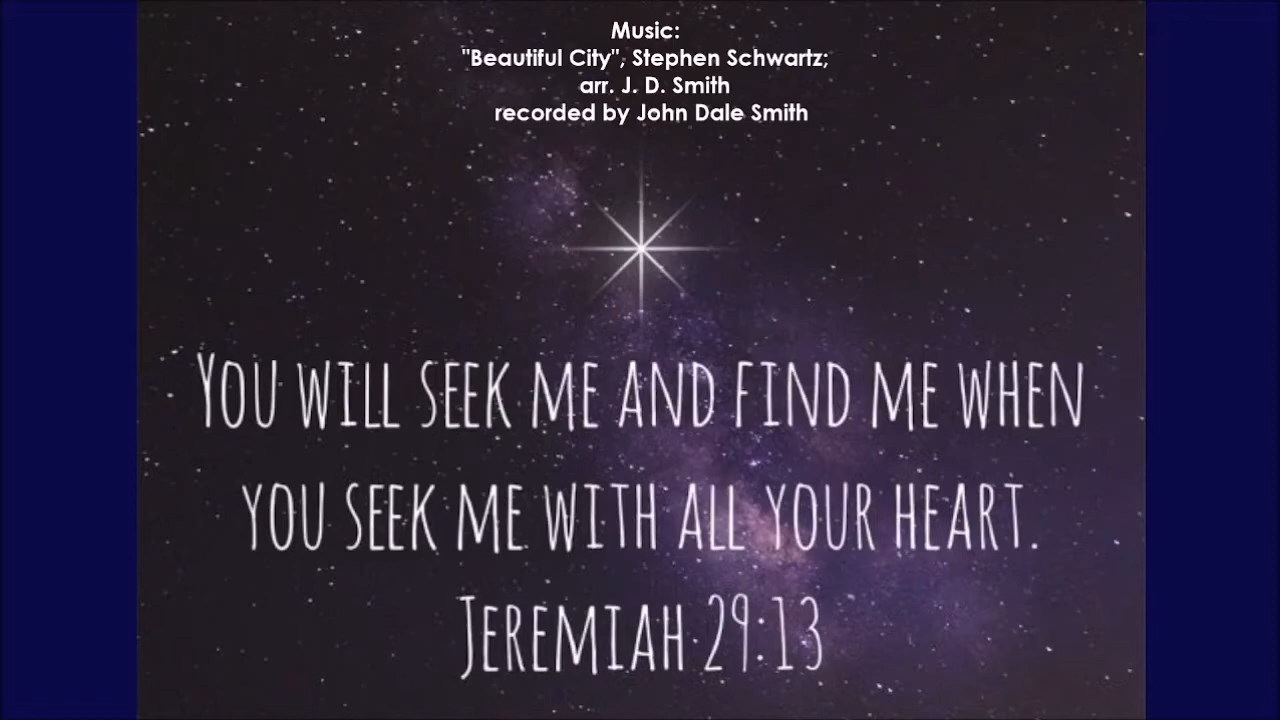 Music:
"Beautiful City", Stephen Schwartz;
arr. J. D. Smith
recorded by John Dale Smith
You will seek me and find me when
you seek me with all your heart.
Jeremiah 29:13